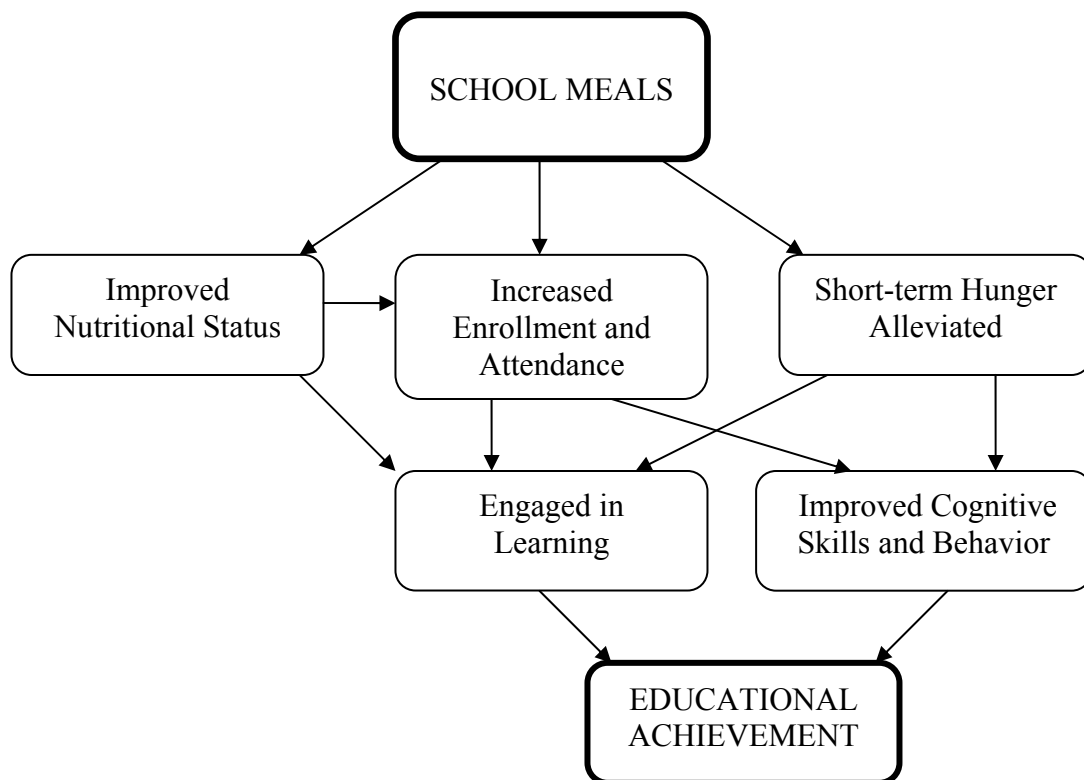 SCHOOL MEALS
Improved
Nutritional Status
Increased
Enrollment and
Attendance
Short-term Hunger
Alleviated
Engaged in
Learning
Improved Cognitive
Skills and Behavior
EDUCATIONAL
ACHIEVEMENT